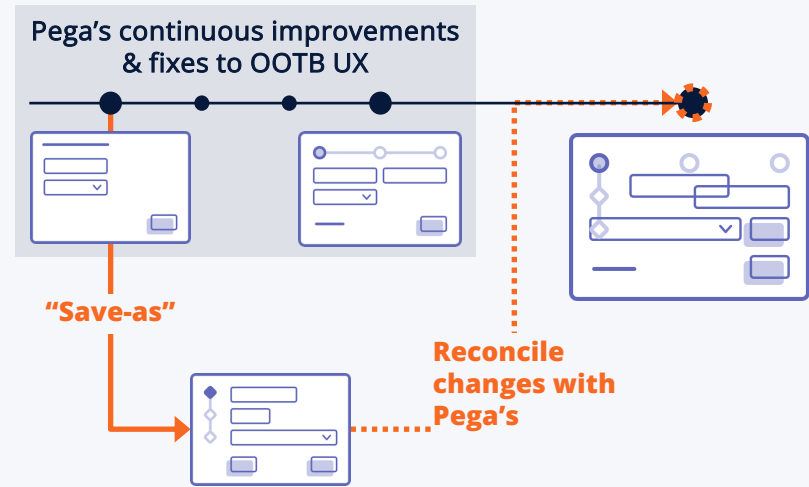 Pega’s continuous improvements
& fixes to OOTB UX
“Save-as”
Reconcile
changes with
Pega’s